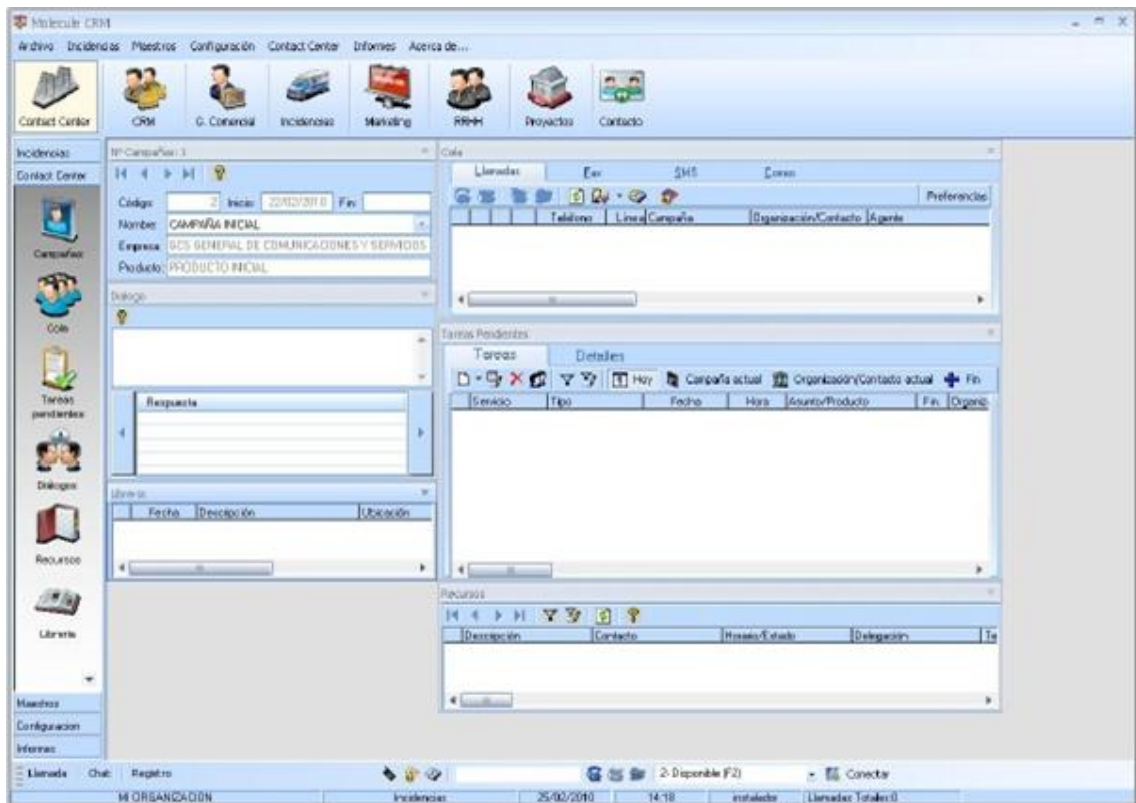 Molecule CRM
Archivo Incidencias Maestros Configuración Contact Center Informes Acerca de...
Contact Center CRM G. Comercial Incidencias Marketing RRHH Proyectos Contacto
Incidencias
Contact Center
Campañas
Cola
Tareas pendientes
Diálogos
Recursos
Librería
Maestros
Configuracion
Informes
Nº Campañas: 1
Código: 2 Inicio: 22/02/2010 Fin:
Nombre: CAMPAÑA INICIAL
Empresa: GCS GENERAL DE COMUNICACIONES Y SERVICIOS
Producto: PRODUCTO INICIAL
Diálogo
Respuesta
Librería
Fecha Descripción Ubicación
Cola
Llamadas Fax SMS Correo
Preferencias
Teléfono Línea Campaña Organización/Contacto Agente
Tareas Pendientes
Tareas Detalles
1 Hoy Campaña actual Organización/Contacto actual Fin
Servicio Tipo Fecha Hora Asunto/Producto Fin. Organiz
Recursos
Descripción Contacto Horario/Estado Delegación Te
Llamada Chat Registro 2- Disponible (F2) Conectar
MI ORGANIZACIÓN Incidencias 25/02/2010 14:18 instalador Llamadas Totales:0